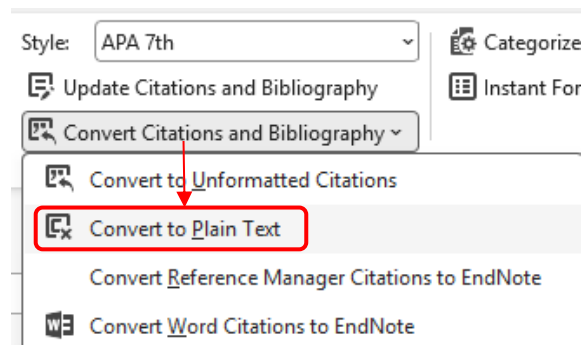 Style: APA 7th Categorize
Update Citations and Bibliography Instant For
Convert Citations and Bibliography
Convert to Unformatted Citations
Convert to Plain Text
Convert Reference Manager Citations to EndNote
Convert Word Citations to EndNote